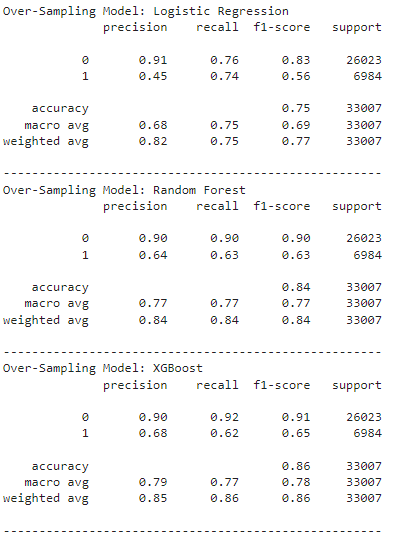 Over-Sampling Model: Logistic Regression
precision recall f1-score support
0 0.91 0.76 0.83 26023
1 0.45 0.74 0.56 6984
accuracy 0.75 33007
macro avg 0.68 0.75 0.69 33007
weighted avg 0.82 0.75 0.77 33007
------------------------------------------------------
Over-Sampling Model: Random Forest
precision recall f1-score support
0 0.90 0.90 0.90 26023
1 0.64 0.63 0.63 6984
accuracy 0.84 33007
macro avg 0.77 0.77 0.77 33007
weighted avg 0.84 0.84 0.84 33007
------------------------------------------------------
Over-Sampling Model: XGBoost
precision recall f1-score support
0 0.90 0.92 0.91 26023
1 0.68 0.62 0.65 6984
accuracy 0.86 33007
macro avg 0.79 0.77 0.78 33007
weighted avg 0.85 0.86 0.86 33007
------------------------------------------------------